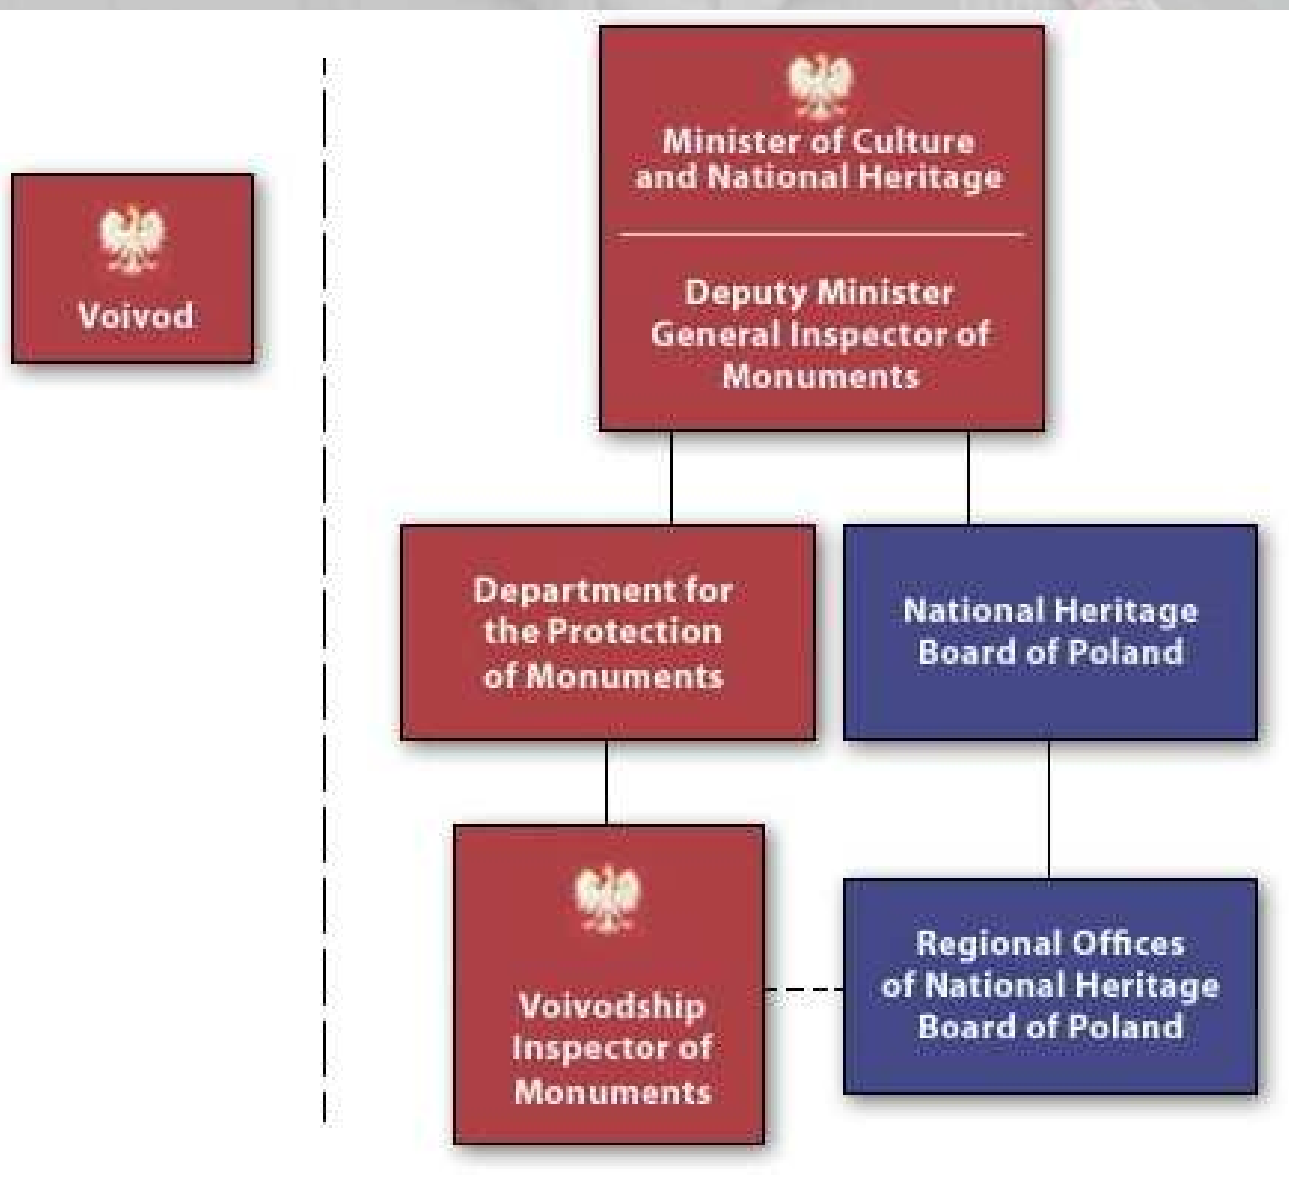 Minister of Culture
and National Heritage
Deputy Minister
General Inspector of
Monuments
Voivod
Department for
the Protection
of Monuments
National Heritage
Board of Poland
Voivodship
Inspector of
Monuments
Regional Offices
of National Heritage
Board of Poland